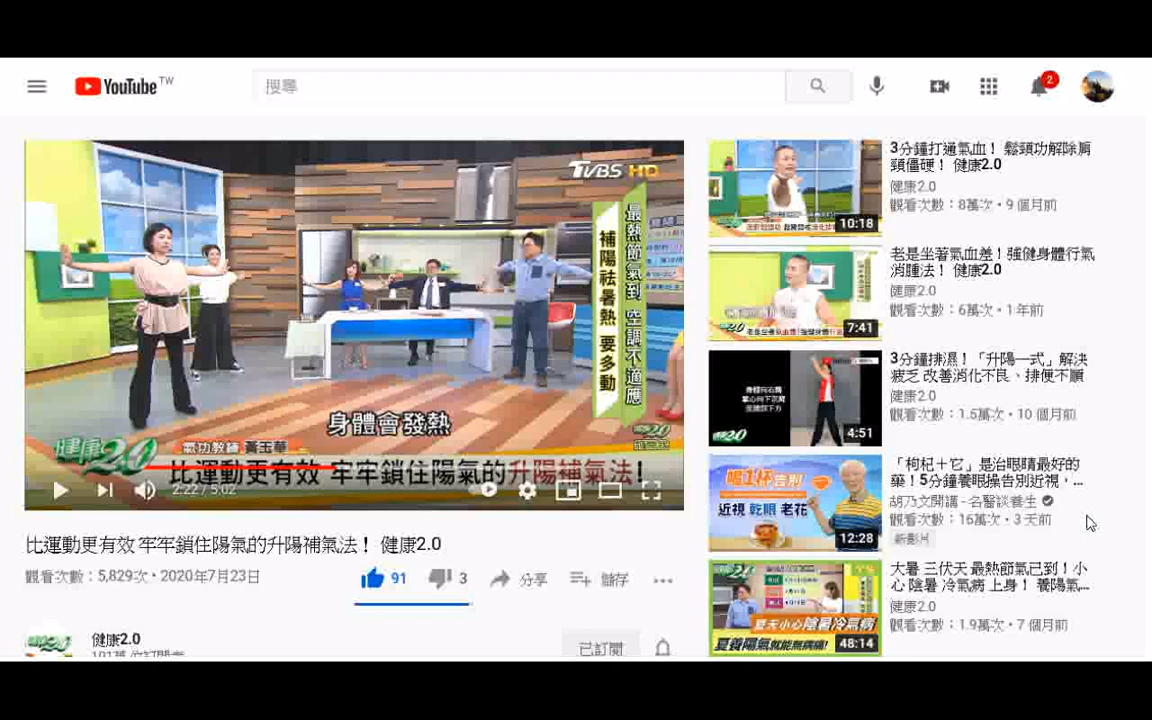 YouTube TW
搜尋
2
TVBS HD
最熱節氣到 空調不適應
補陽祛暑熱 要多動
身體會發熱
健康2.0
氣功教練 黃玉華
比運動更有效 牢牢鎖住陽氣的升陽補氣法!
2:22 / 5:02
比運動更有效 牢牢鎖住陽氣的升陽補氣法! 健康2.0
觀看次數:5,829次 · 2020年7月23日
91
3
分享
儲存
健康2.0
已訂閱
3分鐘打通氣血! 鬆頸功解除肩
頸僵硬! 健康2.0
健康2.0
觀看次數:8萬次 · 9 個月前
10:18
老是坐著氣血差!強健身體行氣
消腫法! 健康2.0
健康2.0
觀看次數:6萬次 · 1年前
7:41
3分鐘排濕!「升陽一式」解決
疲乏 改善消化不良、排便不順
健康2.0
觀看次數:1.5萬次 · 10 個月前
4:51
「枸杞+它」是治眼睛最好的
藥!5分鐘養眼操告別近視,...
胡乃文開講 - 名醫談養生
觀看次數:16萬次 · 3 天前
新影片
喝1杯告別
近視 乾眼 老花
12:28
大暑 三伏天 最熱節氣已到!小
心 陰暑 冷氣病 上身! 養陽氣...
健康2.0
觀看次數:1.9萬次 · 7 個月前
夏天小心陰暑冷氣病
夏養陽氣就能無病痛!
48:14